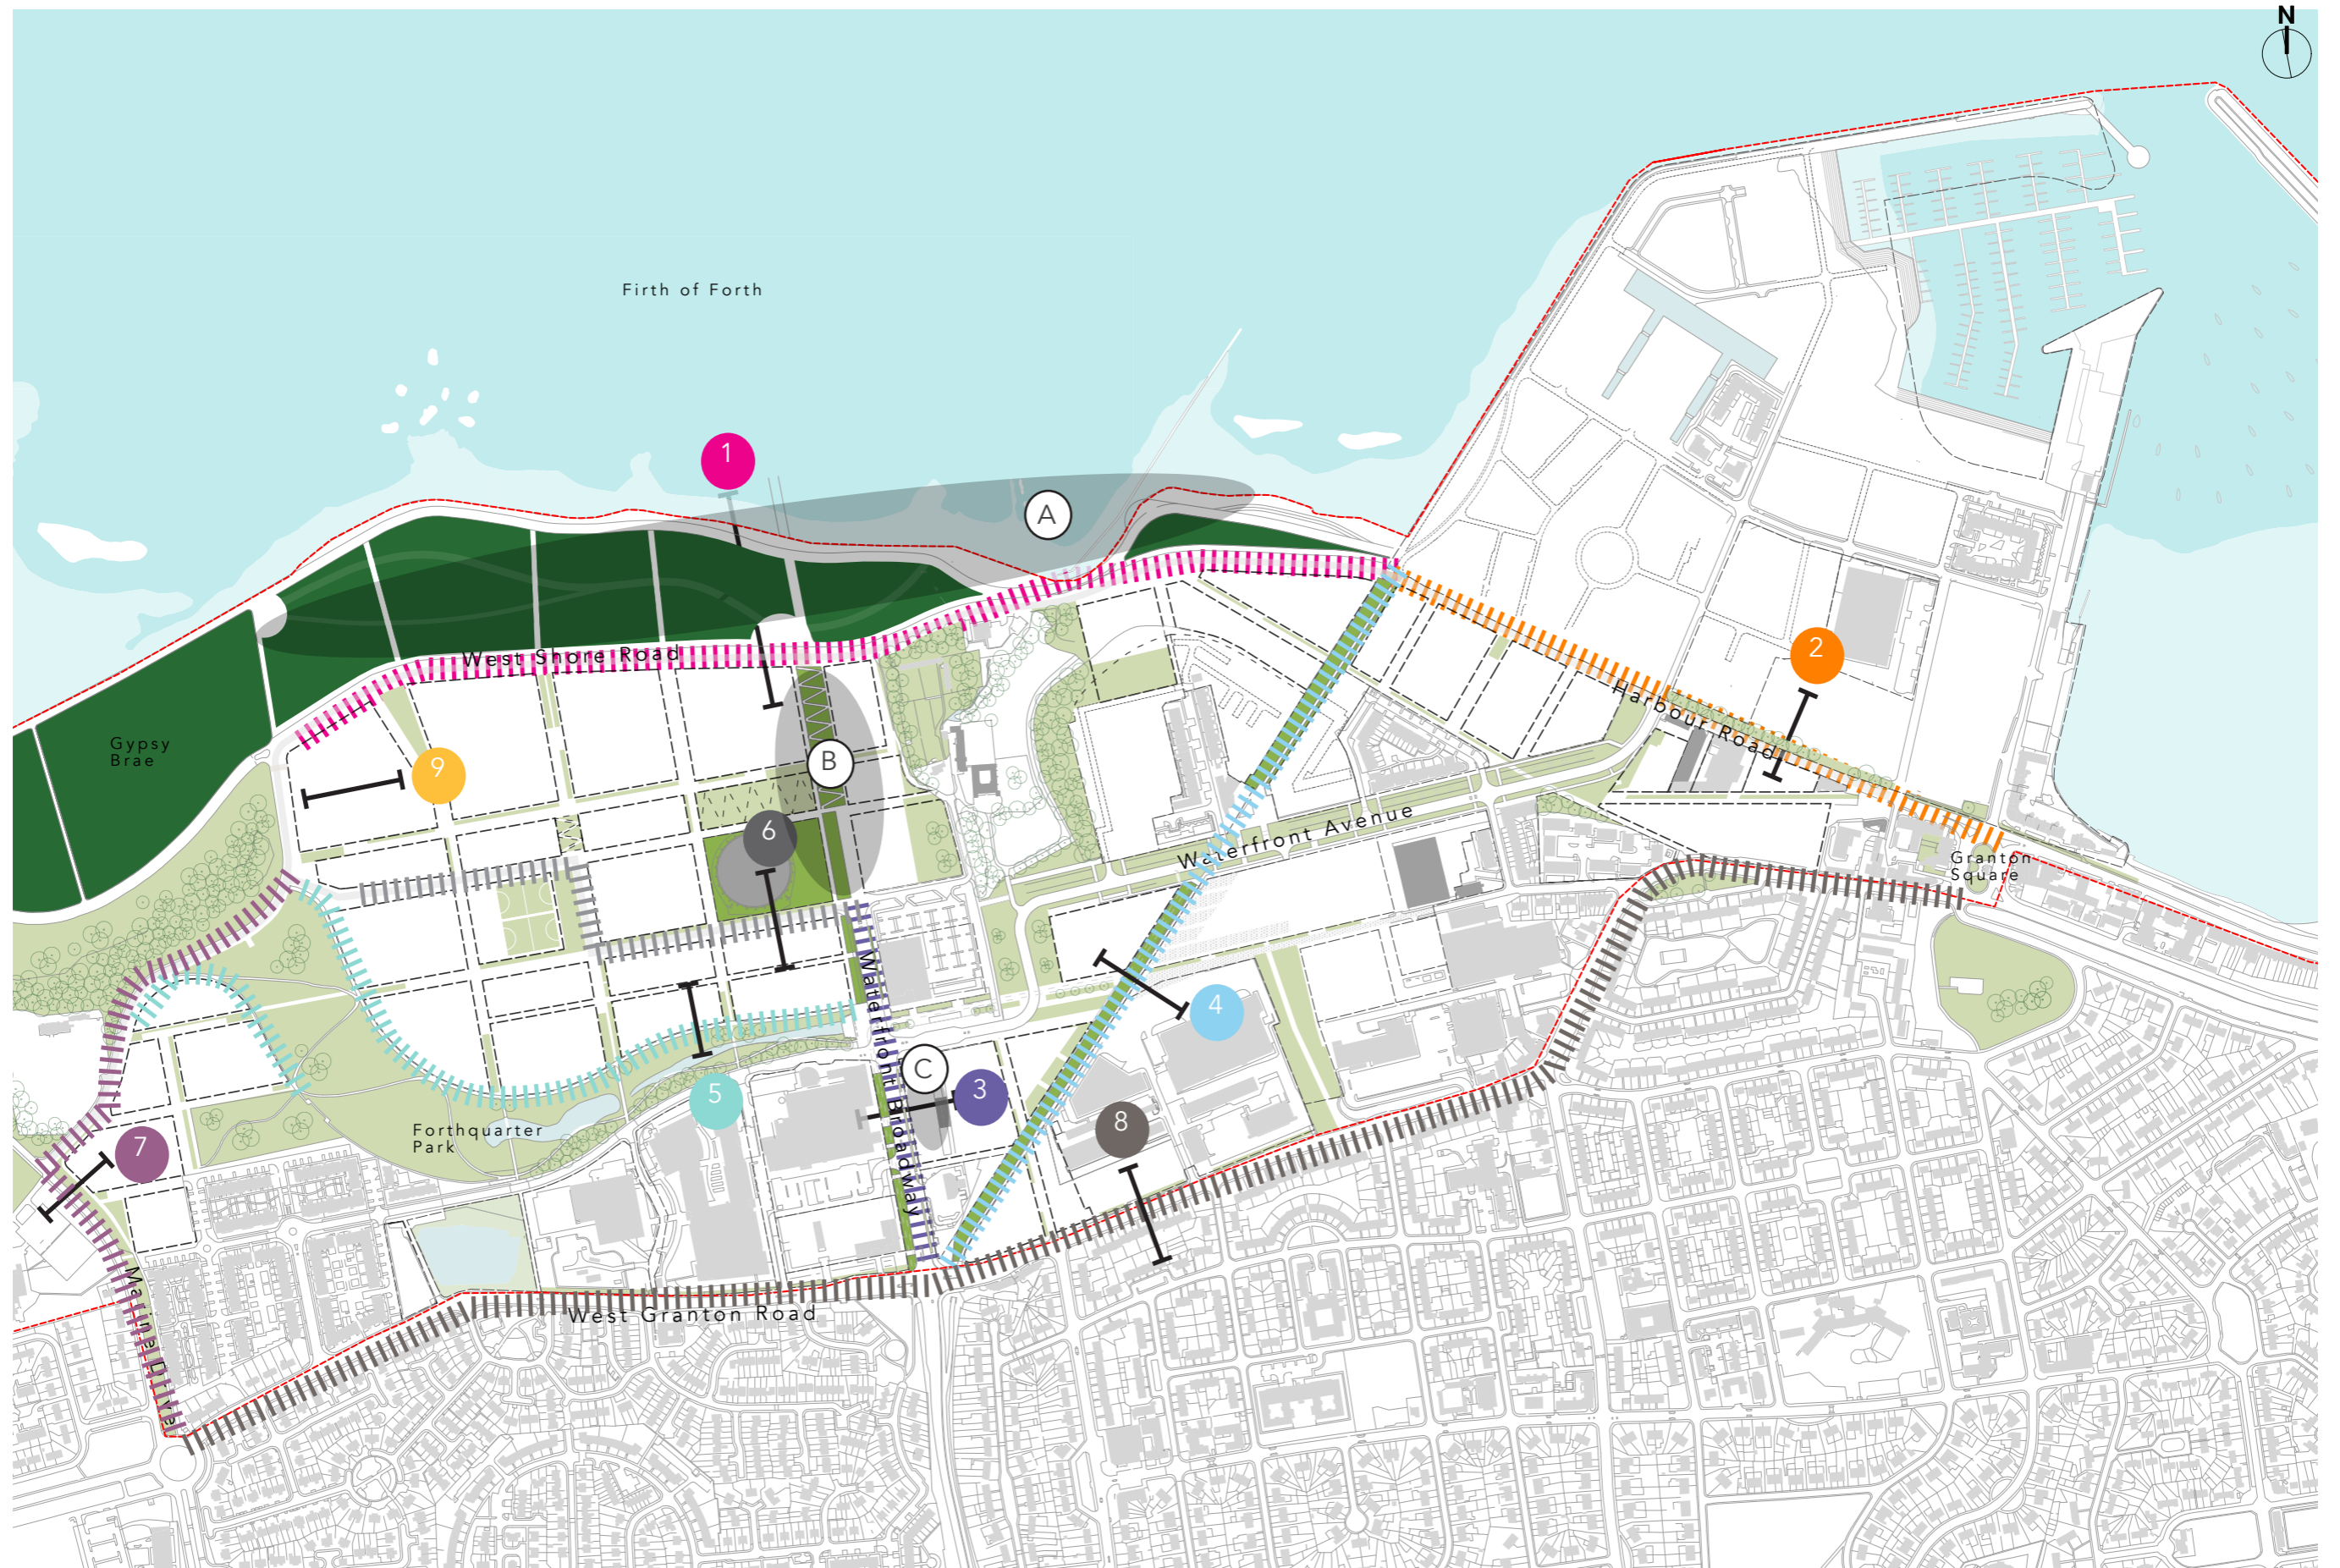 N
Firth of Forth
1
A
2
West Shore Road
Harbour Road
Gypsy
Brae
9
B
6
Waterfront Avenue
Granton
Square
Waterfront Broadway
4
C
3
5
8
Forthquarter
Park
7
West Granton Road
Marine Drive